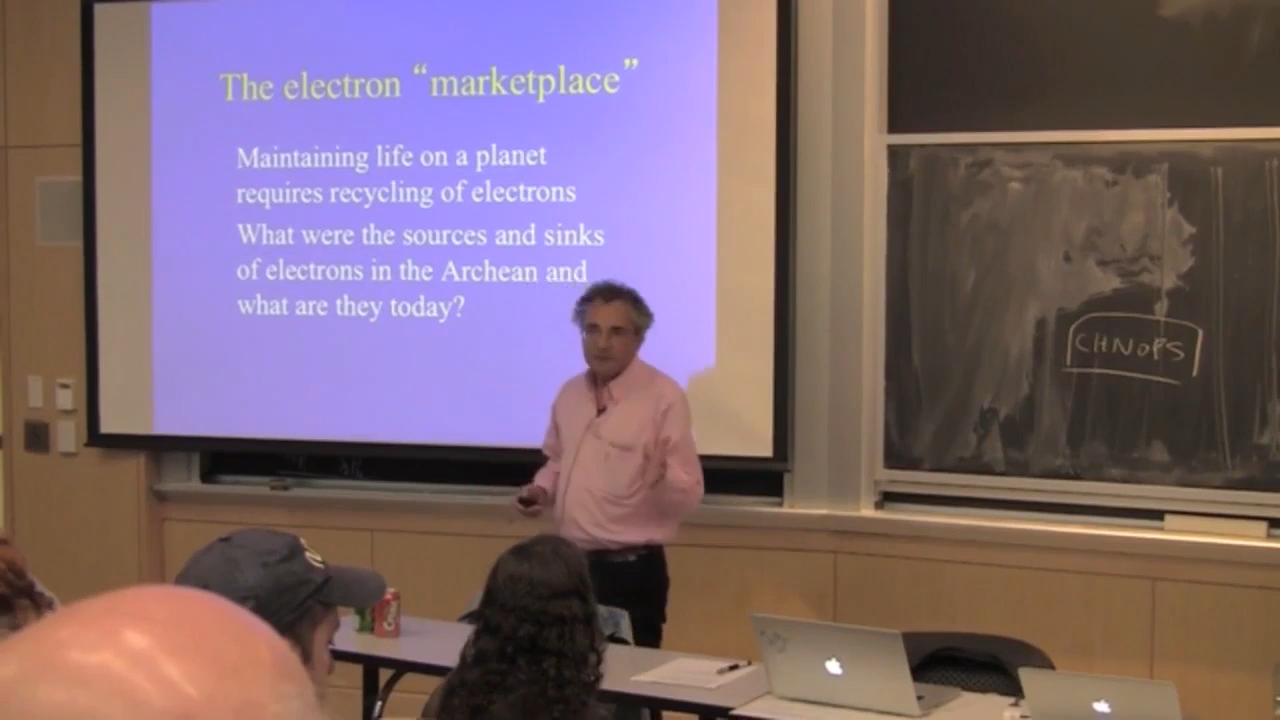 The electron “marketplace”
Maintaining life on a planet
requires recycling of electrons
What were the sources and sinks
of electrons in the Archean and
what are they today?
CHNOPS